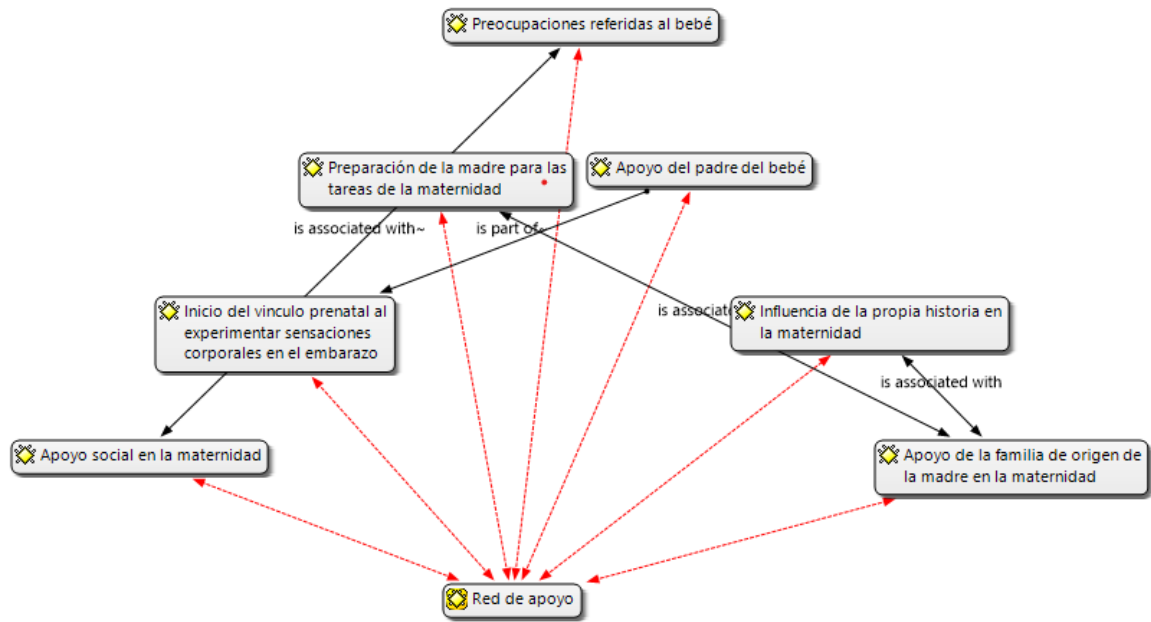 Preocupaciones referidas al bebé
Preparación de la madre para las
tareas de la maternidad
Apoyo del padre del bebé
is associated with~
is part of~
Inicio del vinculo prenatal al
experimentar sensaciones
corporales en el embarazo
is associa
Influencia de la propia historia en
la maternidad
is associated with
Apoyo social en la maternidad
Apoyo de la familia de origen de
la madre en la maternidad
Red de apoyo